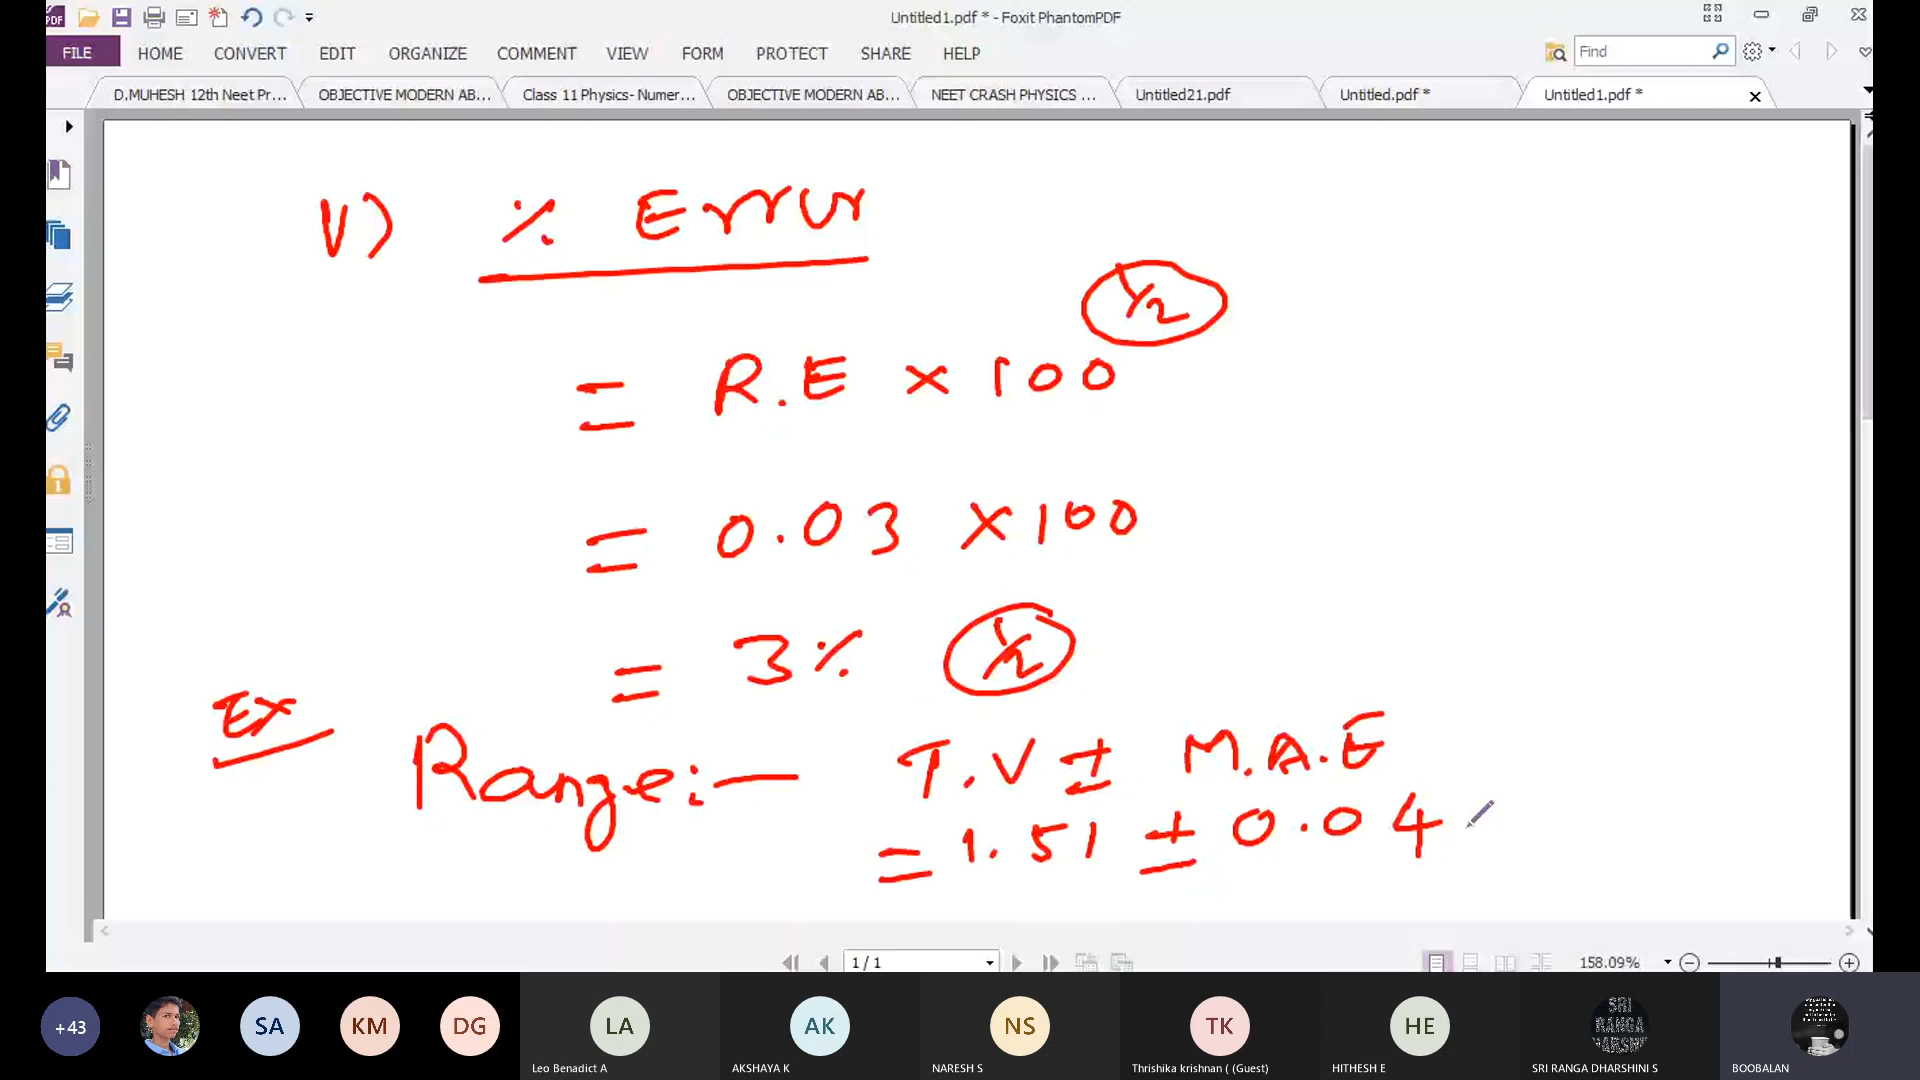 Untitled1.pdf * - Foxit PhantomPDF
FILE HOME CONVERT EDIT ORGANIZE COMMENT VIEW FORM PROTECT SHARE HELP Find
D.MUHESH 12th Neet Pr... OBJECTIVE MODERN AB... Class 11 Physics- Numer... OBJECTIVE MODERN AB... NEET CRASH PHYSICS ... Untitled21.pdf Untitled.pdf * Untitled1.pdf *
V) % Error
1/2
= R.E × 100
= 0.03 × 100
= 3% 1/2
Ex
Range:— T.V ± M.A.E
= 1.51 ± 0.04
1 / 1 158.09%
+43 SA KM DG LA AK NS TK HE SRI RANGA DHARSHINI
Leo Benadict A AKSHAYA K NARESH S Thrishika krishnan ( (Guest) HITHESH E SRI RANGA DHARSHINI S BOOBALAN